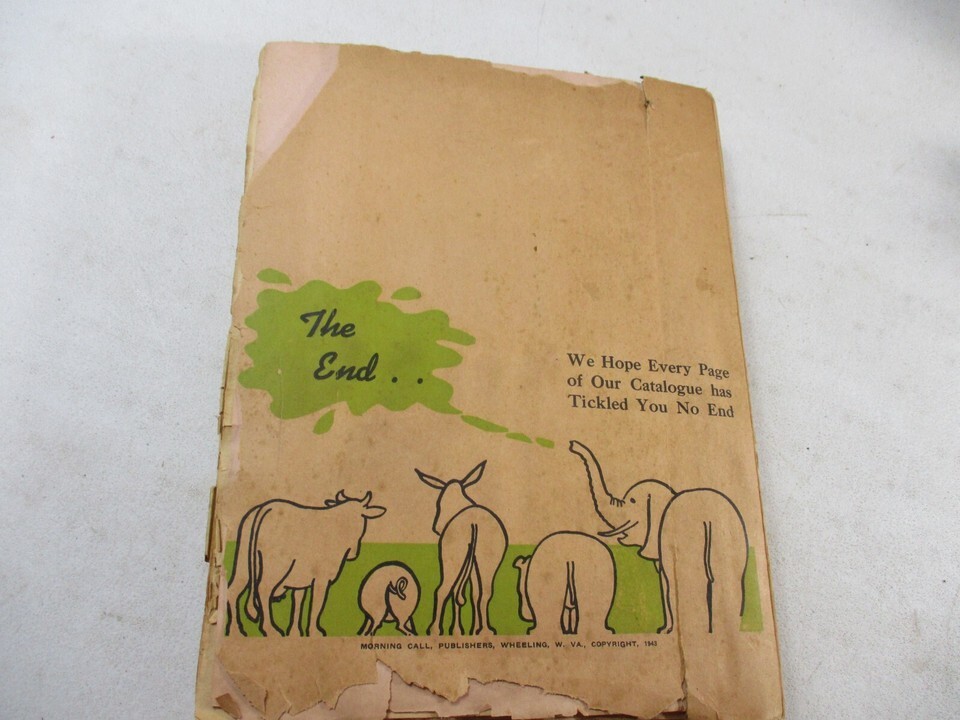 The
End . .
We Hope Every Page
of Our Catalogue has
Tickled You No End
MORNING CALL, PUBLISHERS, WHEELING, W. VA., COPYRIGHT, 1943